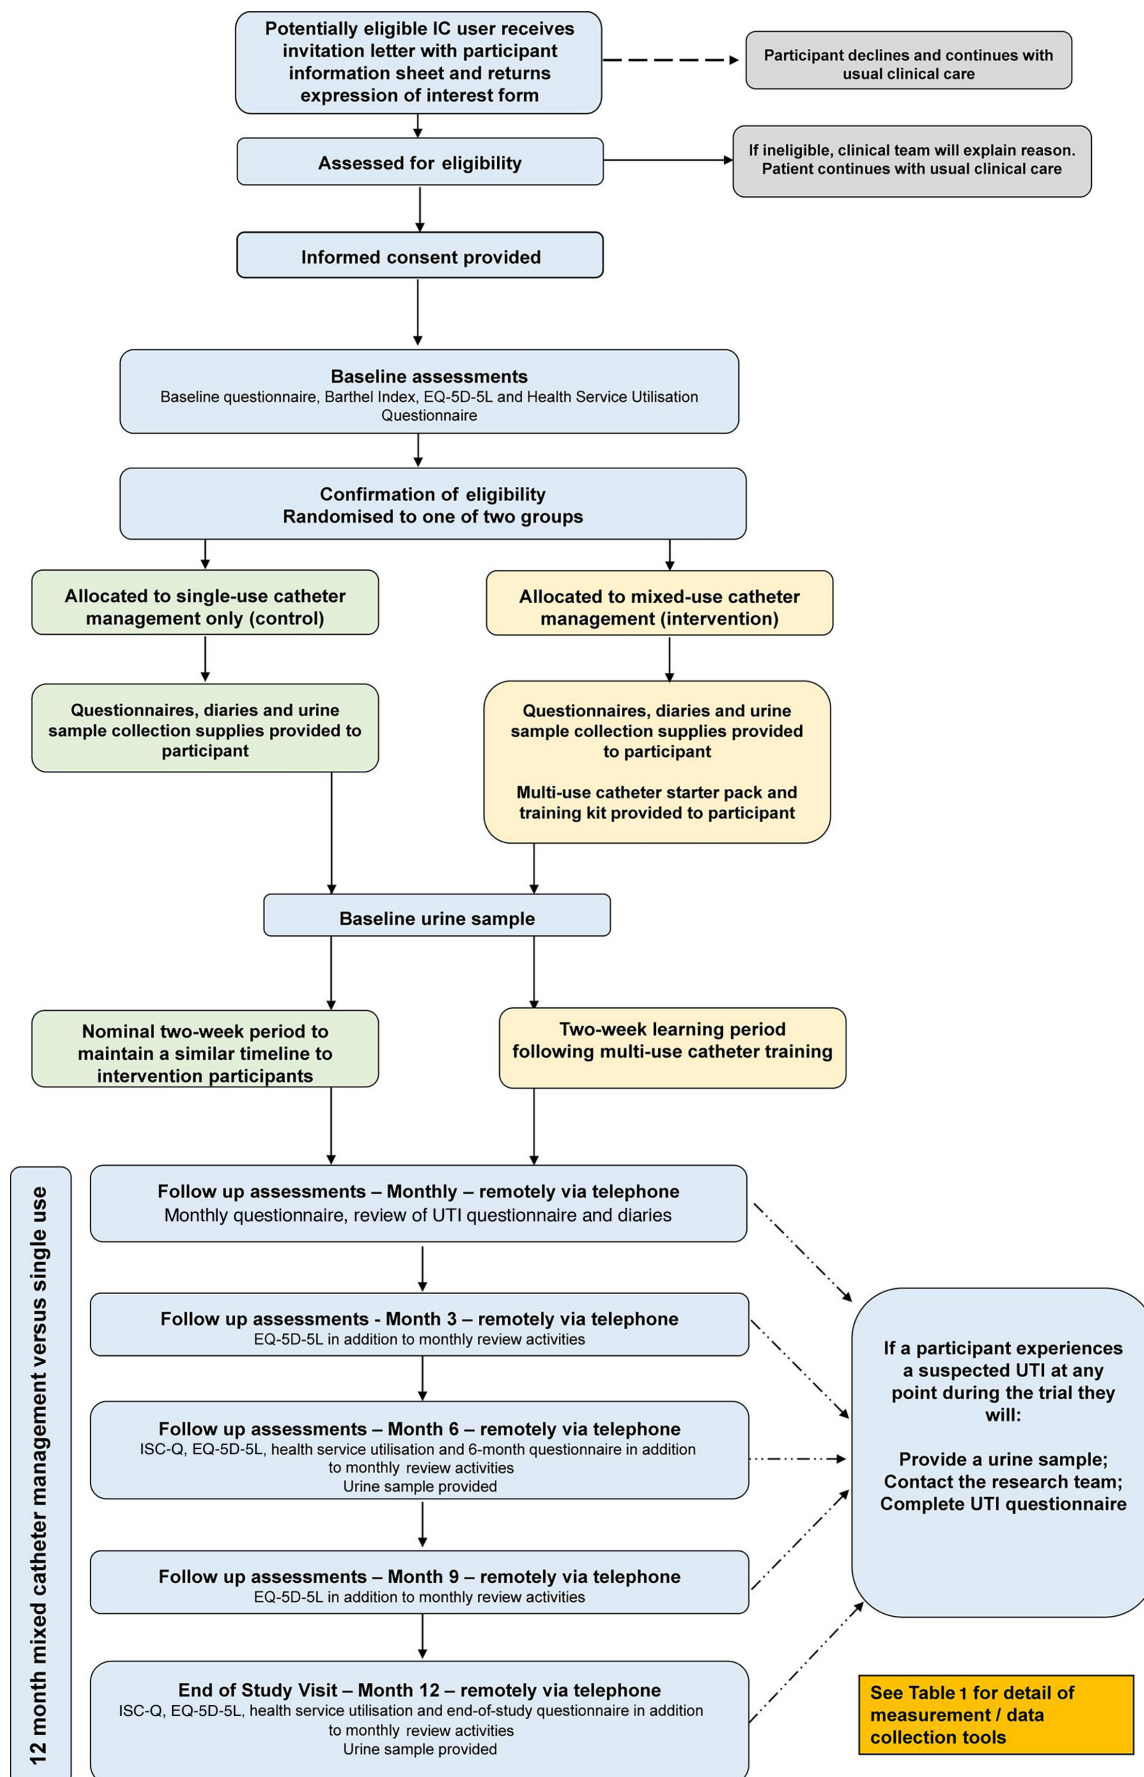 Potentially eligible IC user receives
invitation letter with participant
information sheet and returns
expression of interest form
Participant declines and continues with
usual clinical care
Assessed for eligibility
If ineligible, clinical team will explain reason.
Patient continues with usual clinical care
Informed consent provided
Baseline assessments
Baseline questionnaire, Barthel Index, EQ-5D-5L and Health Service Utilisation
Questionnaire
Confirmation of eligibility
Randomised to one of two groups
Allocated to single-use catheter
management only (control)
Allocated to mixed-use catheter
management (intervention)
Questionnaires, diaries and urine
sample collection supplies provided to
participant
Questionnaires, diaries and urine
sample collection supplies provided
to participant
Multi-use catheter starter pack and
training kit provided to participant
Baseline urine sample
Nominal two-week period to
maintain a similar timeline to
intervention participants
Two-week learning period
following multi-use catheter training
12 month mixed catheter management versus single use
Follow up assessments – Monthly – remotely via telephone
Monthly questionnaire, review of UTI questionnaire and diaries
Follow up assessments - Month 3 – remotely via telephone
EQ-5D-5L in addition to monthly review activities
Follow up assessments – Month 6 – remotely via telephone
ISC-Q, EQ-5D-5L, health service utilisation and 6-month questionnaire in addition
to monthly review activities
Urine sample provided
Follow up assessments – Month 9 – remotely via telephone
EQ-5D-5L in addition to monthly review activities
End of Study Visit – Month 12 – remotely via telephone
ISC-Q, EQ-5D-5L, health service utilisation and end-of-study questionnaire in addition
to monthly review activities
Urine sample provided
If a participant experiences
a suspected UTI at any
point during the trial they
will:
Provide a urine sample;
Contact the research team;
Complete UTI questionnaire
See Table 1 for detail of
measurement / data
collection tools